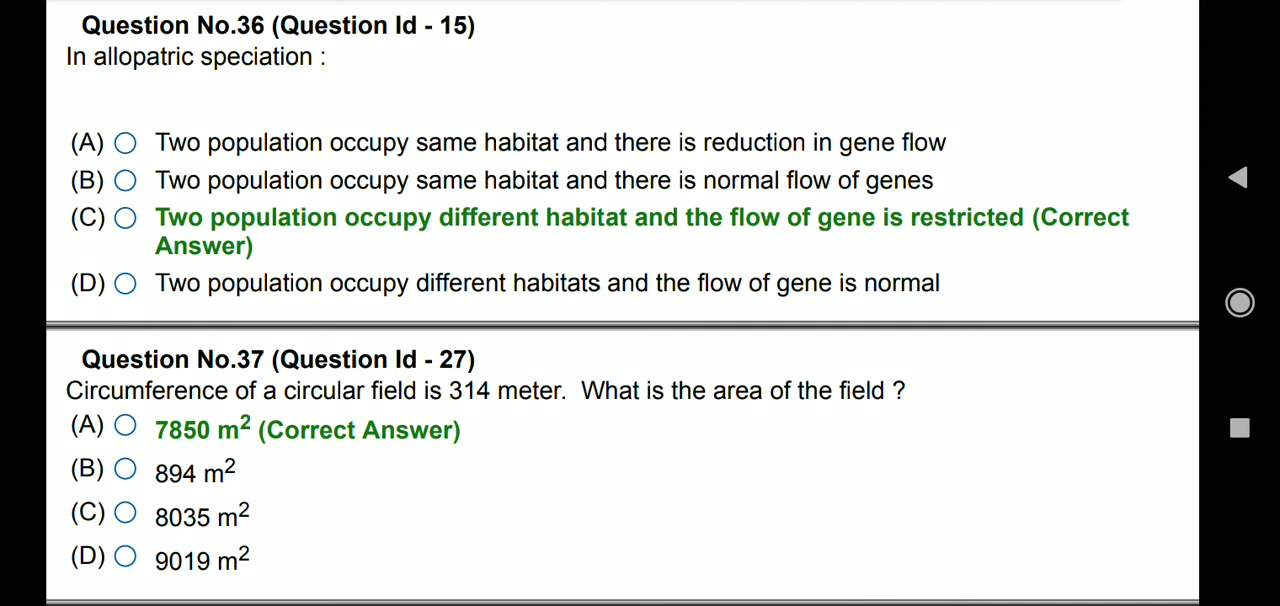 Question No.36 (Question Id - 15)
In allopatric speciation :
(A) Two population occupy same habitat and there is reduction in gene flow
(B) Two population occupy same habitat and there is normal flow of genes
(C) Two population occupy different habitat and the flow of gene is restricted (Correct
Answer)
(D) Two population occupy different habitats and the flow of gene is normal
Question No.37 (Question Id - 27)
Circumference of a circular field is 314 meter.  What is the area of the field ?
(A) 7850 m² (Correct Answer)
(B) 894 m²
(C) 8035 m²
(D) 9019 m²